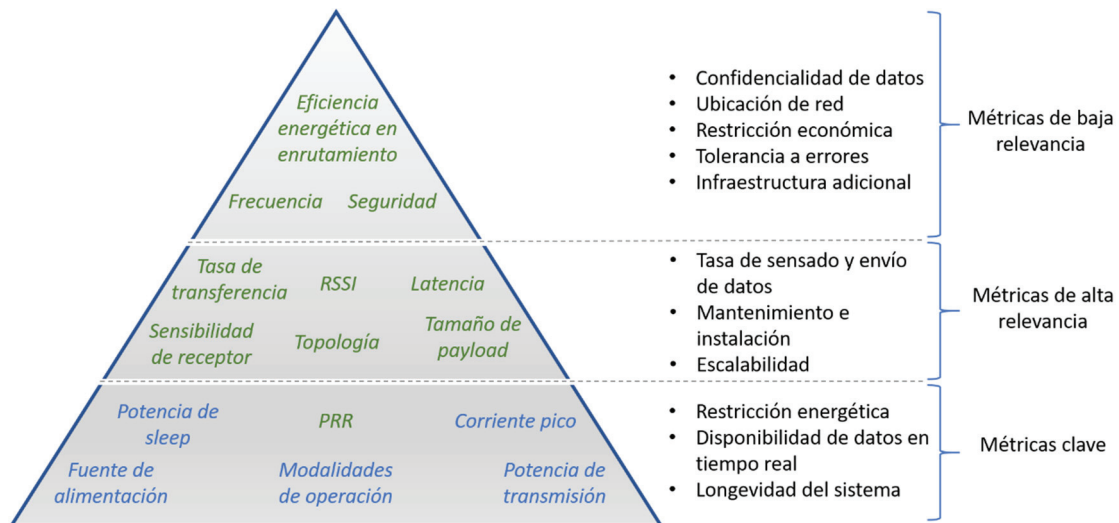 Eficiencia
energética en
enrutamiento
Frecuencia
Seguridad
• Confidencialidad de datos
• Ubicación de red
• Restricción económica
• Tolerancia a errores
• Infraestructura adicional
Métricas de baja
relevancia
Tasa de
transferencia
RSSI
Latencia
Sensibilidad
de receptor
Topología
Tamaño de
payload
• Tasa de sensado y envío
de datos
• Mantenimiento e
instalación
• Escalabilidad
Métricas de alta
relevancia
Potencia de
sleep
PRR
Corriente pico
Fuente de
alimentación
Modalidades
de operación
Potencia de
transmisión
• Restricción energética
• Disponibilidad de datos en
tiempo real
• Longevidad del sistema
Métricas clave